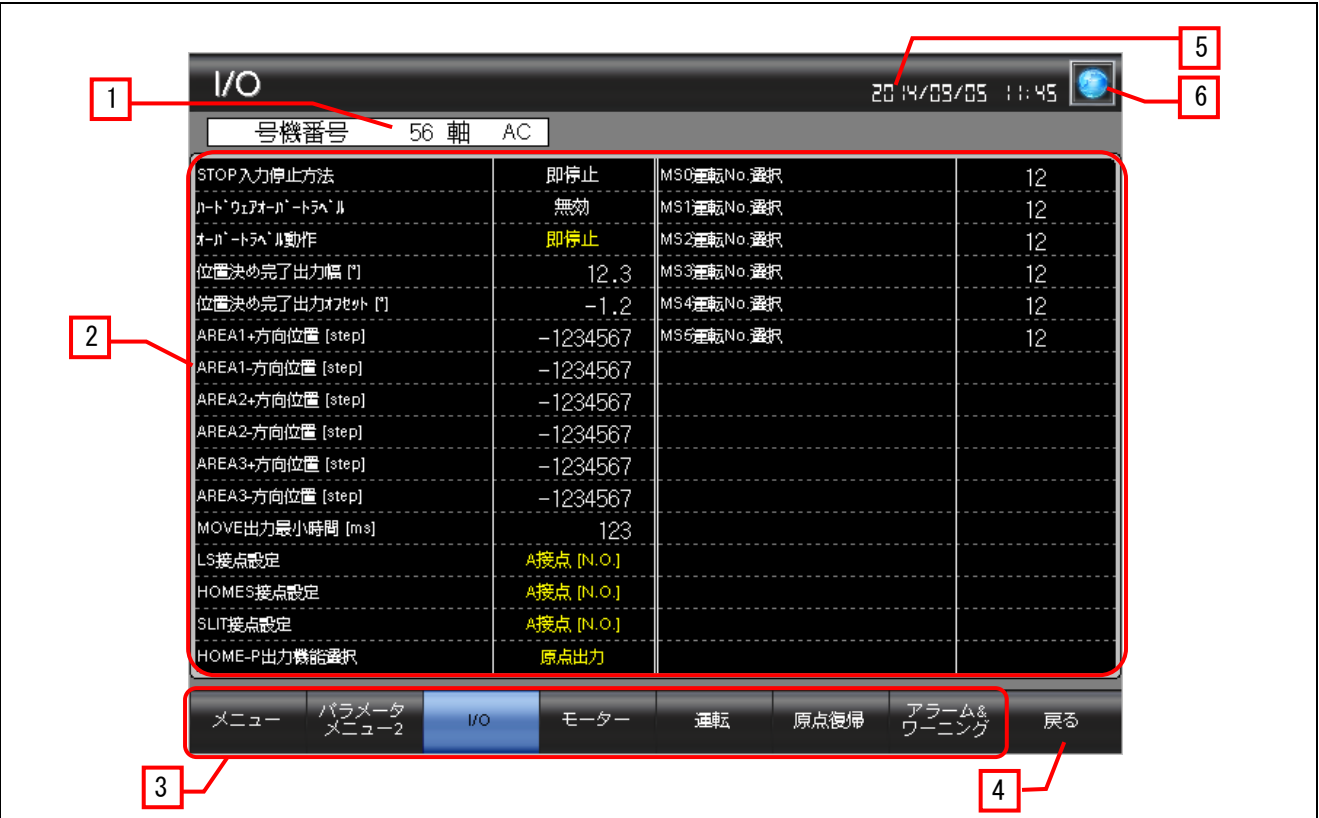 5
I/O
2014/09/05 11:45
1
6
号機番号 56 軸 AC
STOP入力停止方法 即停止 MS0運転No.選択 12
ﾊｰﾄﾞｳｪｱｵｰﾊﾞｰﾄﾗﾍﾞﾙ 無効 MS1運転No.選択 12
ｵｰﾊﾞｰﾄﾗﾍﾞﾙ動作 即停止 MS2運転No.選択 12
位置決め完了出力幅 [°] 12.3 MS3運転No.選択 12
位置決め完了出力ｵﾌｾｯﾄ [°] -1.2 MS4運転No.選択 12
AREA1+方向位置 [step] -1234567 MS5運転No.選択 12
2
AREA1-方向位置 [step] -1234567
AREA2+方向位置 [step] -1234567
AREA2-方向位置 [step] -1234567
AREA3+方向位置 [step] -1234567
AREA3-方向位置 [step] -1234567
MOVE出力最小時間 [ms] 123
LS接点設定 A接点 [N.O.]
HOMES接点設定 A接点 [N.O.]
SLIT接点設定 A接点 [N.O.]
HOME-P出力機能選択 原点出力
メニュー パラメータ I/O モーター 運転 原点復帰 アラーム& 戻る
メニュー2 ワーニング
3
4